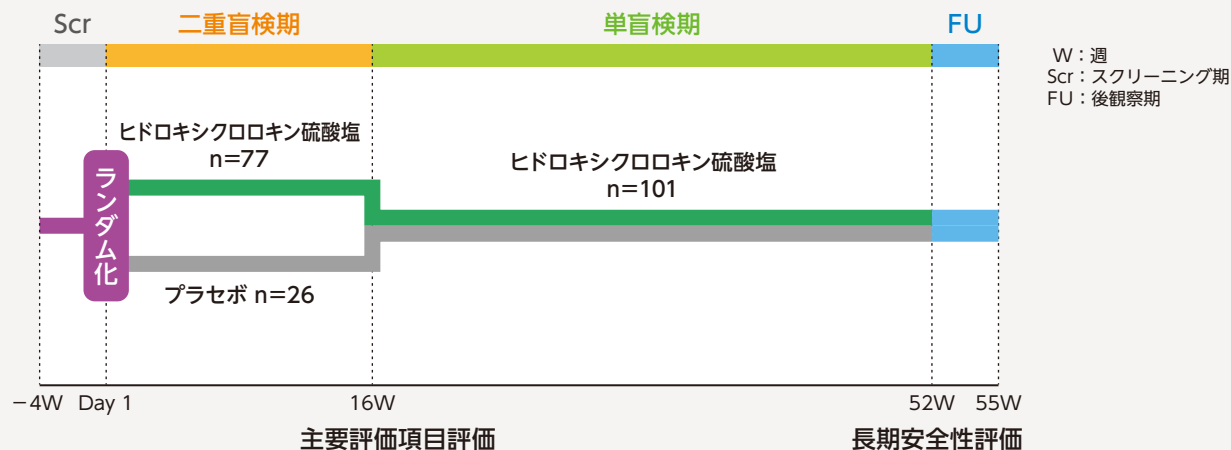 Scr
二重盲検期
単盲検期
FU
W：週
Scr：スクリーニング期
FU：後観察期
ヒドロキシクロロキン硫酸塩
n=77
ランダム化
プラセボ n=26
ヒドロキシクロロキン硫酸塩
n=101
−4W Day 1 16W 52W 55W
主要評価項目評価 長期安全性評価